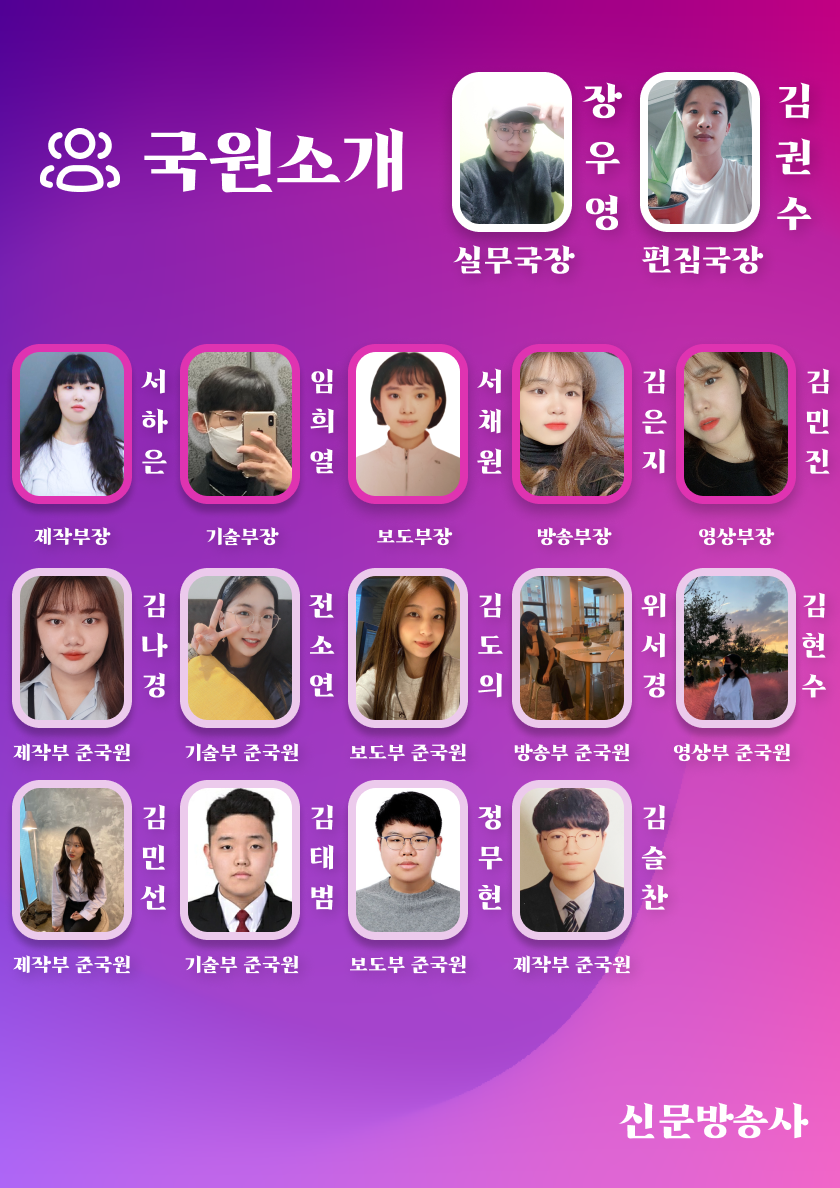 국원소개
장우영
실무국장
김권수
편집국장
서하은
제작부장
임희열
기술부장
서채원
보도부장
김은지
방송부장
김민진
영상부장
김나경
제작부 준국원
전소연
기술부 준국원
김도의
보도부 준국원
위서경
방송부 준국원
김현수
영상부 준국원
김민선
제작부 준국원
김태범
기술부 준국원
정무현
보도부 준국원
김슬찬
제작부 준국원
신문방송사